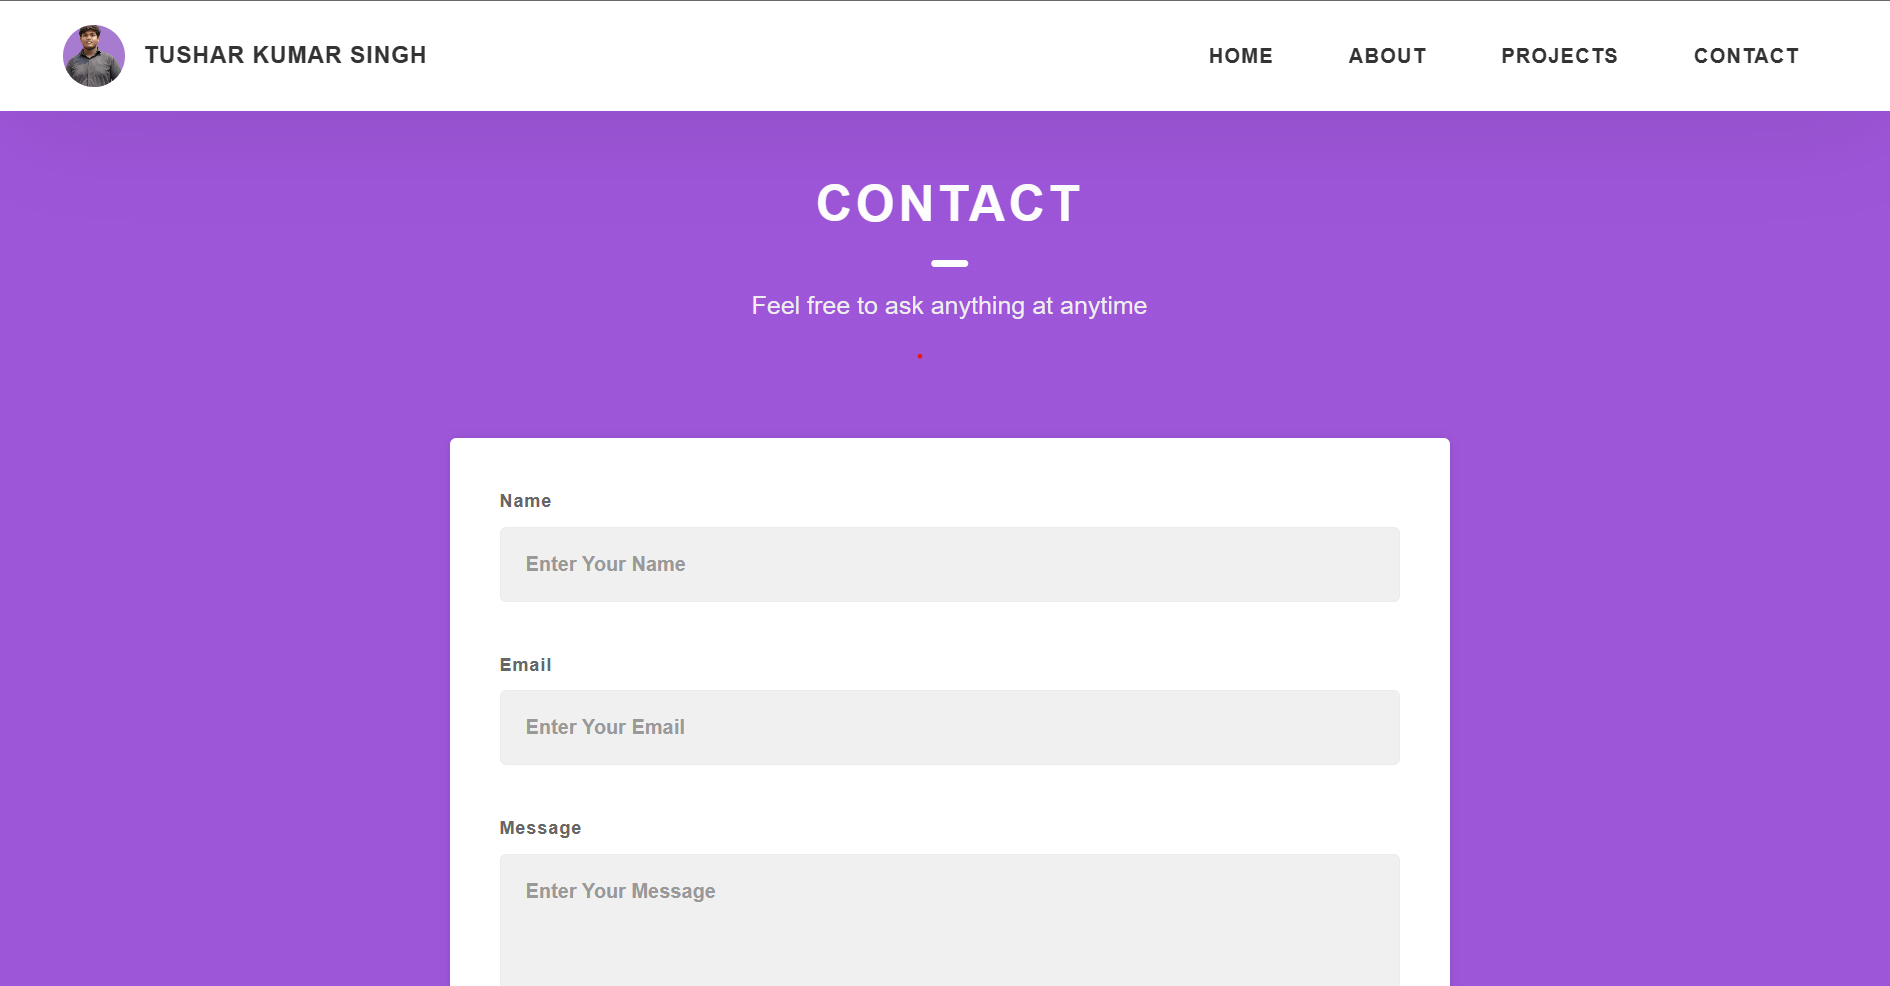 TUSHAR KUMAR SINGH
HOME ABOUT PROJECTS CONTACT
CONTACT
Feel free to ask anything at anytime
Name
Enter Your Name
Email
Enter Your Email
Message
Enter Your Message